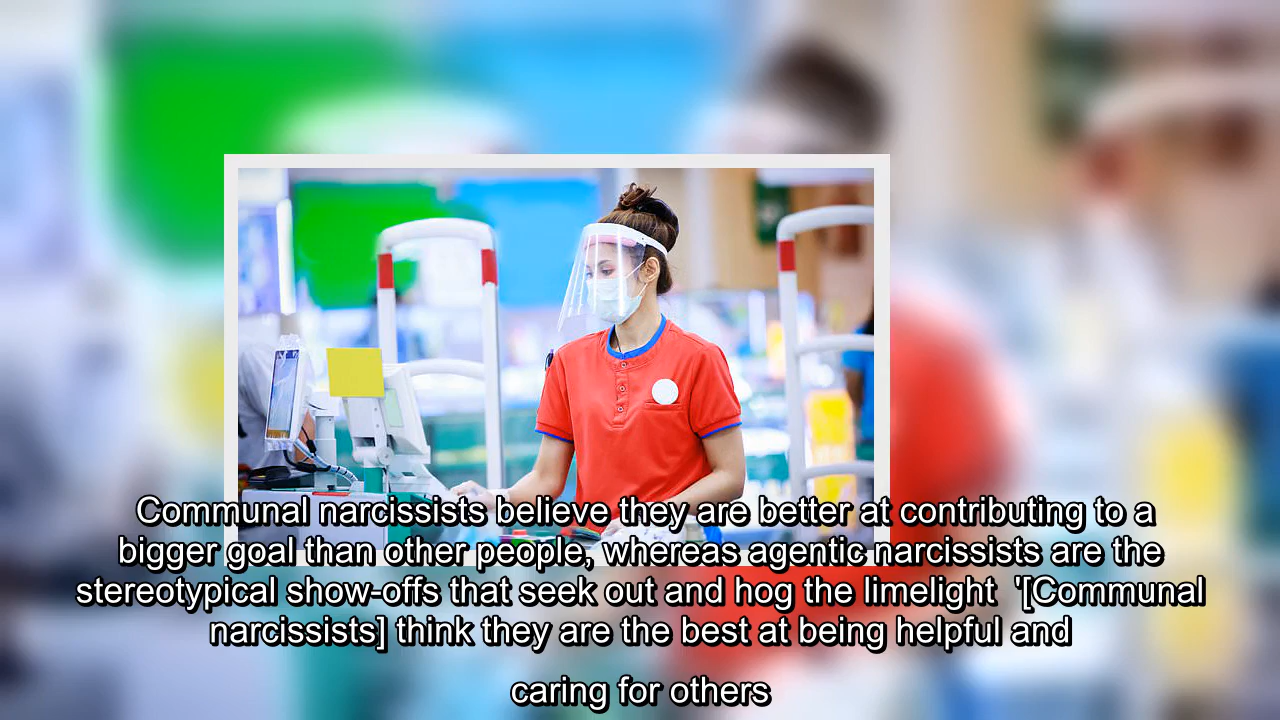 Communal narcissists believe they are better at contributing to a
bigger goal than other people, whereas agentic narcissists are the
stereotypical show-offs that seek out and hog the limelight  '[Communal
narcissists] think they are the best at being helpful and
caring for others